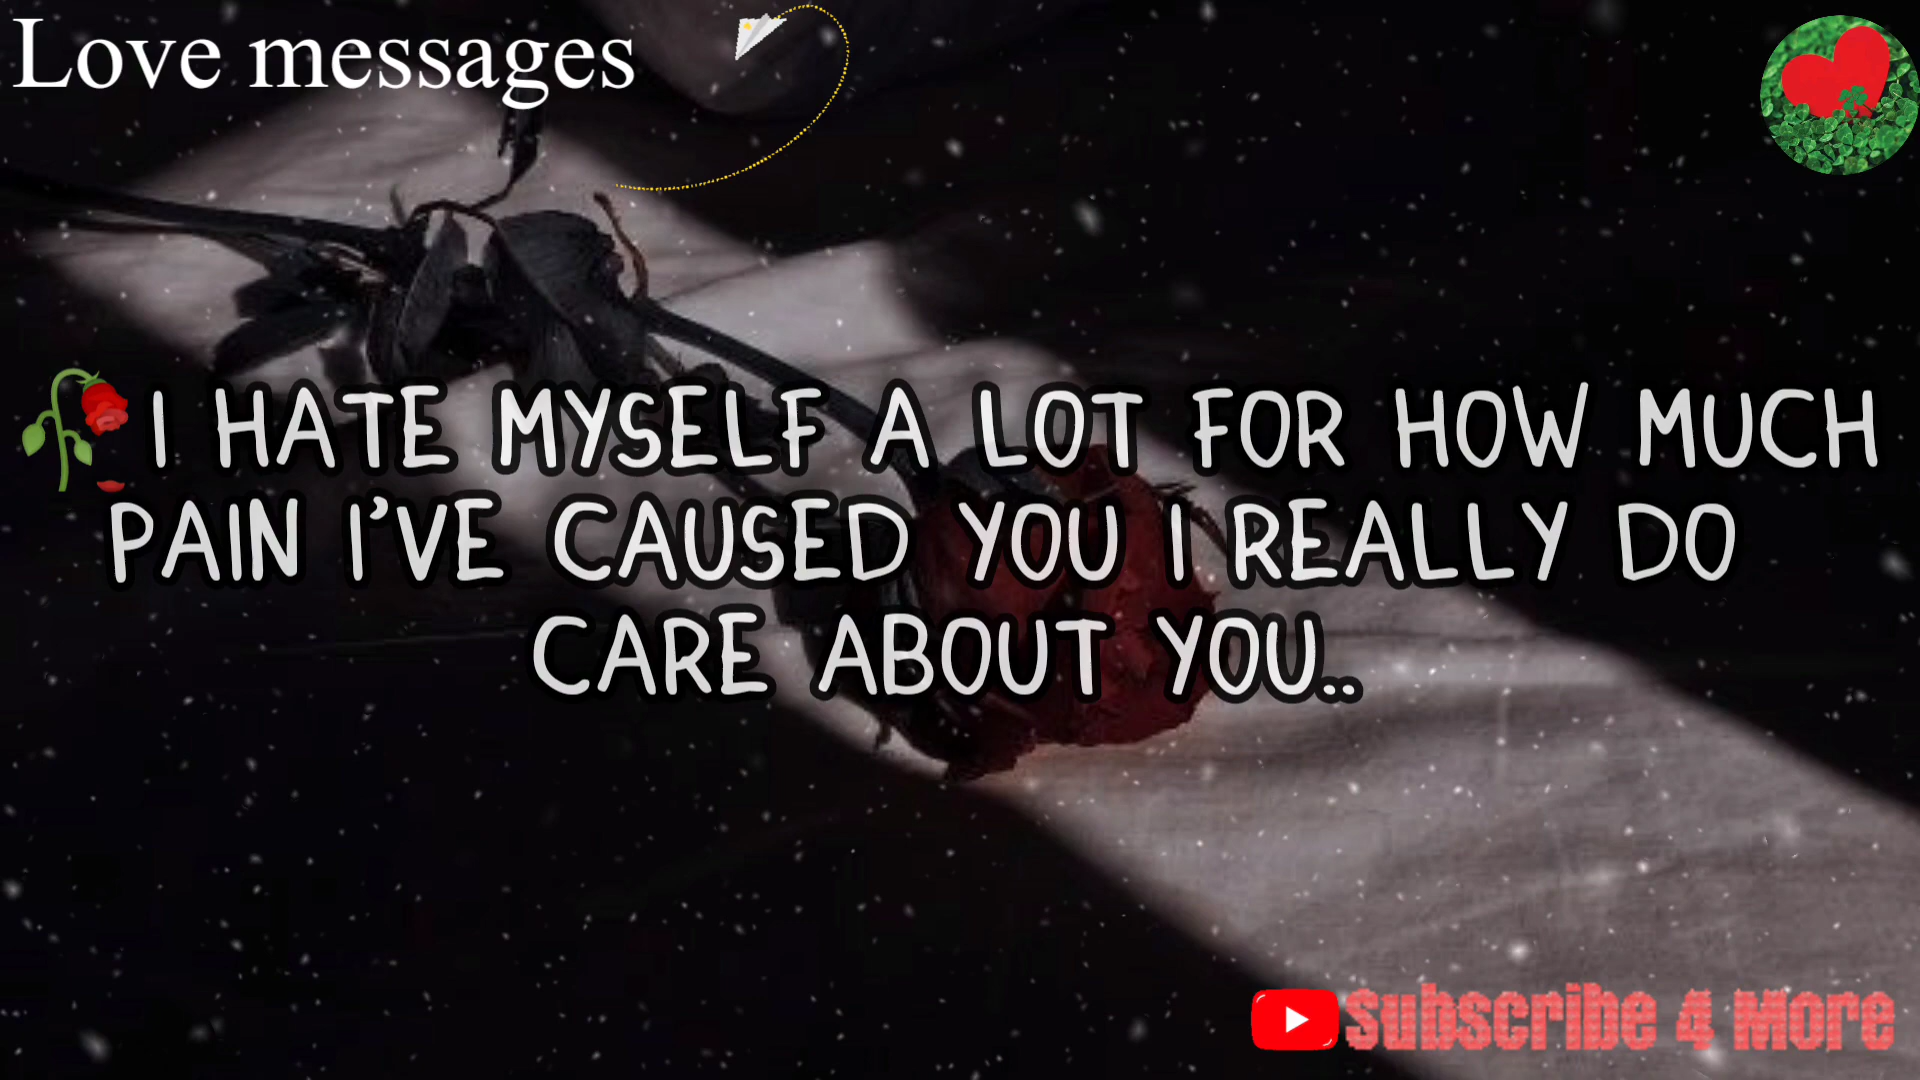 Love messages
🥀I HATE MYSELF A LOT FOR HOW MUCH
PAIN I'VE CAUSED YOU I REALLY DO
CARE ABOUT YOU..
Subscribe 4 More